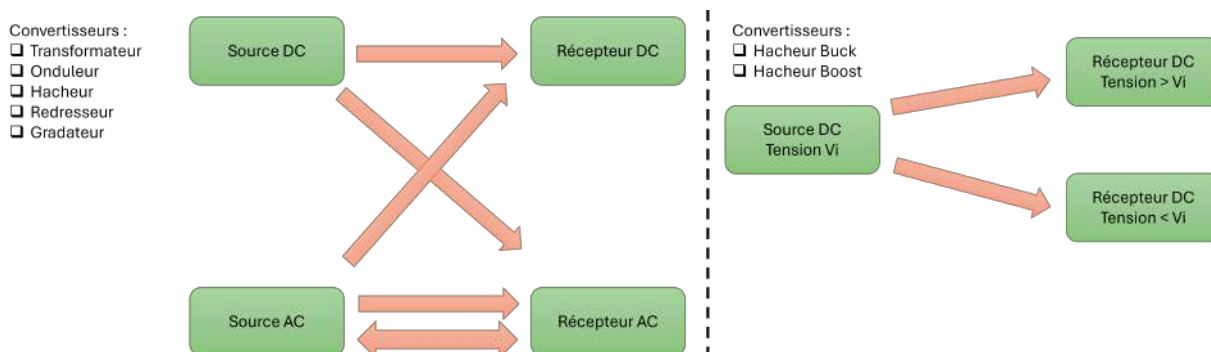 Convertisseurs :
❑ Transformateur
❑ Onduleur
❑ Hacheur
❑ Redresseur
❑ Gradateur
Source DC
Récepteur DC
Source AC
Récepteur AC
Convertisseurs :
❑ Hacheur Buck
❑ Hacheur Boost
Source DC
Tension Vi
Récepteur DC
Tension > Vi
Récepteur DC
Tension < Vi